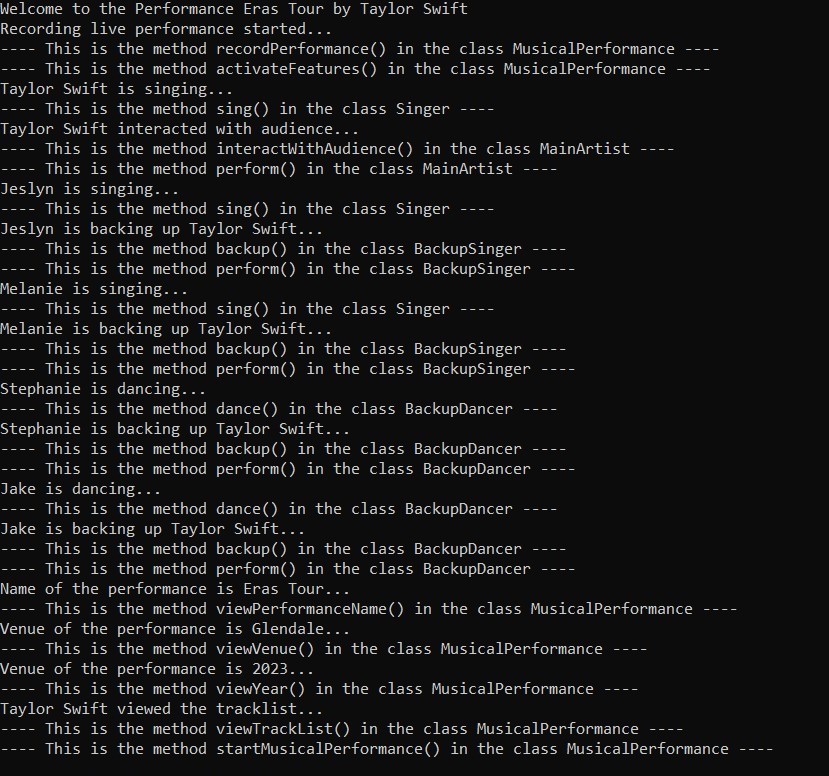 Welcome to the Performance Eras Tour by Taylor Swift
Recording live performance started...
---- This is the method recordPerformance() in the class MusicalPerformance ----
---- This is the method activateFeatures() in the class MusicalPerformance ----
Taylor Swift is singing...
---- This is the method sing() in the class Singer ----
Taylor Swift interacted with audience...
---- This is the method interactWithAudience() in the class MainArtist ----
---- This is the method perform() in the class MainArtist ----
Jeslyn is singing...
---- This is the method sing() in the class Singer ----
Jeslyn is backing up Taylor Swift...
---- This is the method backup() in the class BackupSinger ----
---- This is the method perform() in the class BackupSinger ----
Melanie is singing...
---- This is the method sing() in the class Singer ----
Melanie is backing up Taylor Swift...
---- This is the method backup() in the class BackupSinger ----
---- This is the method perform() in the class BackupSinger ----
Stephanie is dancing...
---- This is the method dance() in the class BackupDancer ----
Stephanie is backing up Taylor Swift...
---- This is the method backup() in the class BackupDancer ----
---- This is the method perform() in the class BackupDancer ----
Jake is dancing...
---- This is the method dance() in the class BackupDancer ----
Jake is backing up Taylor Swift...
---- This is the method backup() in the class BackupDancer ----
---- This is the method perform() in the class BackupDancer ----
Name of the performance is Eras Tour...
---- This is the method viewPerformanceName() in the class MusicalPerformance ----
Venue of the performance is Glendale...
---- This is the method viewVenue() in the class MusicalPerformance ----
Venue of the performance is 2023...
---- This is the method viewYear() in the class MusicalPerformance ----
Taylor Swift viewed the tracklist...
---- This is the method viewTrackList() in the class MusicalPerformance ----
---- This is the method startMusicalPerformance() in the class MusicalPerformance ----